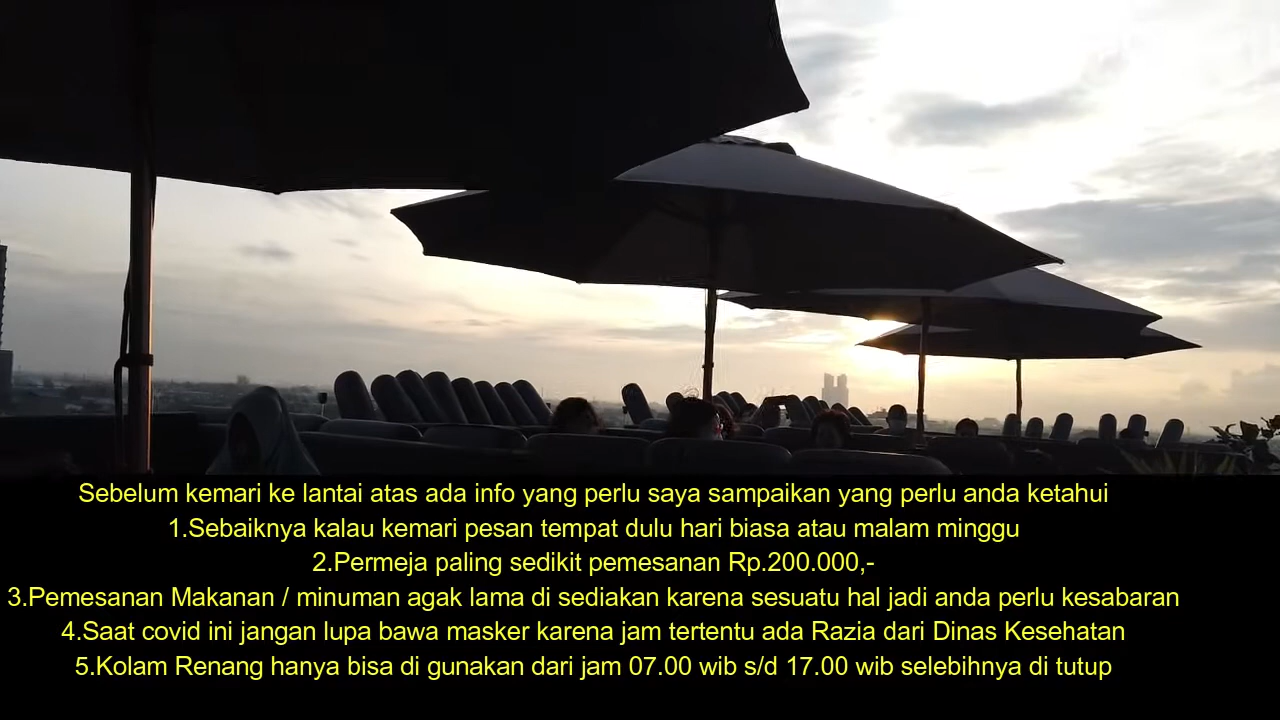 Sebelum kemari ke lantai atas ada info yang perlu saya sampaikan yang perlu anda ketahui
1.Sebaiknya kalau kemari pesan tempat dulu hari biasa atau malam minggu
2.Permeja paling sedikit pemesanan Rp.200.000,-
3.Pemesanan Makanan / minuman agak lama di sediakan karena sesuatu hal jadi anda perlu kesabaran
4.Saat covid ini jangan lupa bawa masker karena jam tertentu ada Razia dari Dinas Kesehatan
5.Kolam Renang hanya bisa di gunakan dari jam 07.00 wib s/d 17.00 wib selebihnya di tutup